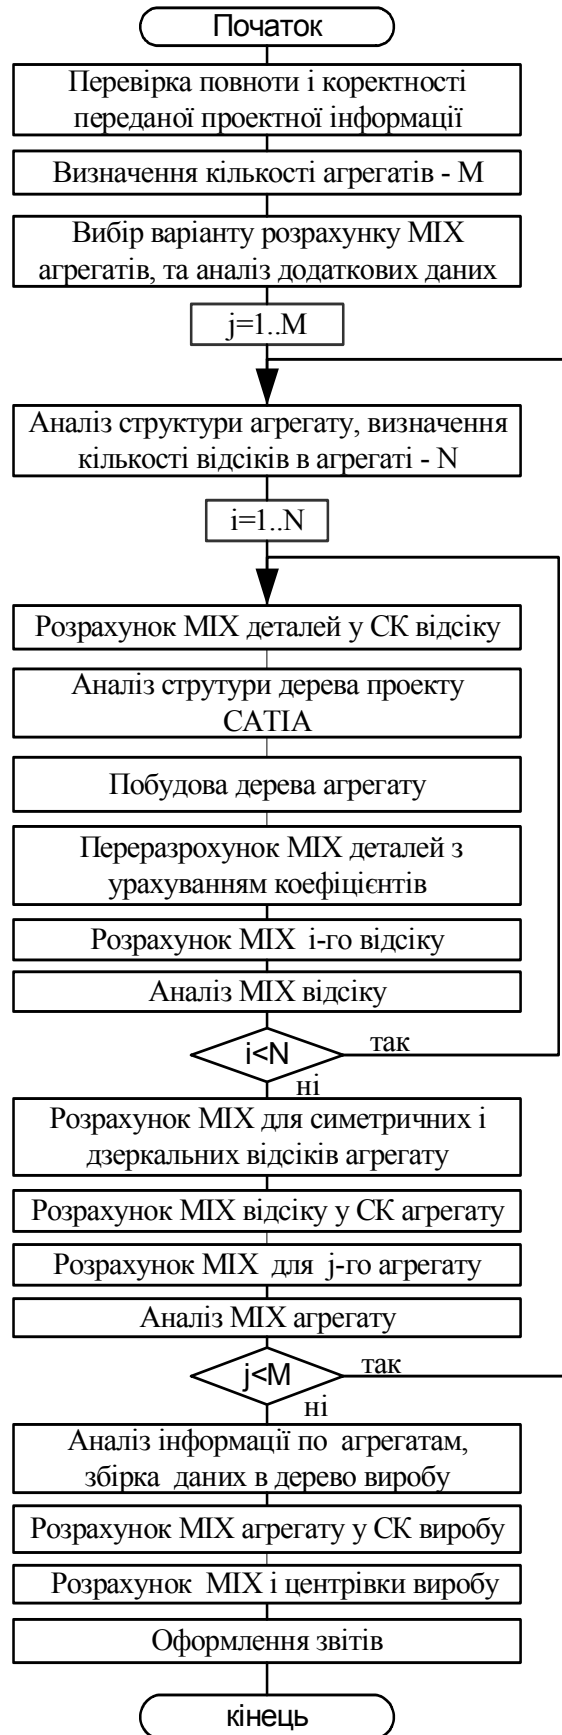 Початок
Перевірка повноти і коректності
переданої проектної інформації
Визначення кількості агрегатів - М
Вибір варіанту розрахунку МІХ
агрегатів, та аналіз додаткових даних
j=1..M
Аналіз структури агрегату, визначення
кількості відсіків в агрегаті - N
i=1..N
Розрахунок МІХ деталей у СК відсіку
Аналіз струтури дерева проекту
CATIA
Побудова дерева агрегату
Переразрохунок МІХ деталей з
урахуванням коефіцієнтів
Розрахунок МІХ і-го відсіку
Аналіз МІХ відсіку
i<N
так
ні
Розрахунок МІХ для симетричних і
дзеркальних відсіків агрегату
Розрахунок МІХ відсіку у СК агрегату
Розрахунок МІХ для j-го агрегату
Аналіз МІХ агрегату
j<M
так
ні
Аналіз інформації по агрегатам,
збірка даних в дерево виробу
Розрахунок МІХ агрегату у СК виробу
Розрахунок МІХ і центрівки виробу
Оформлення звітів
кінець